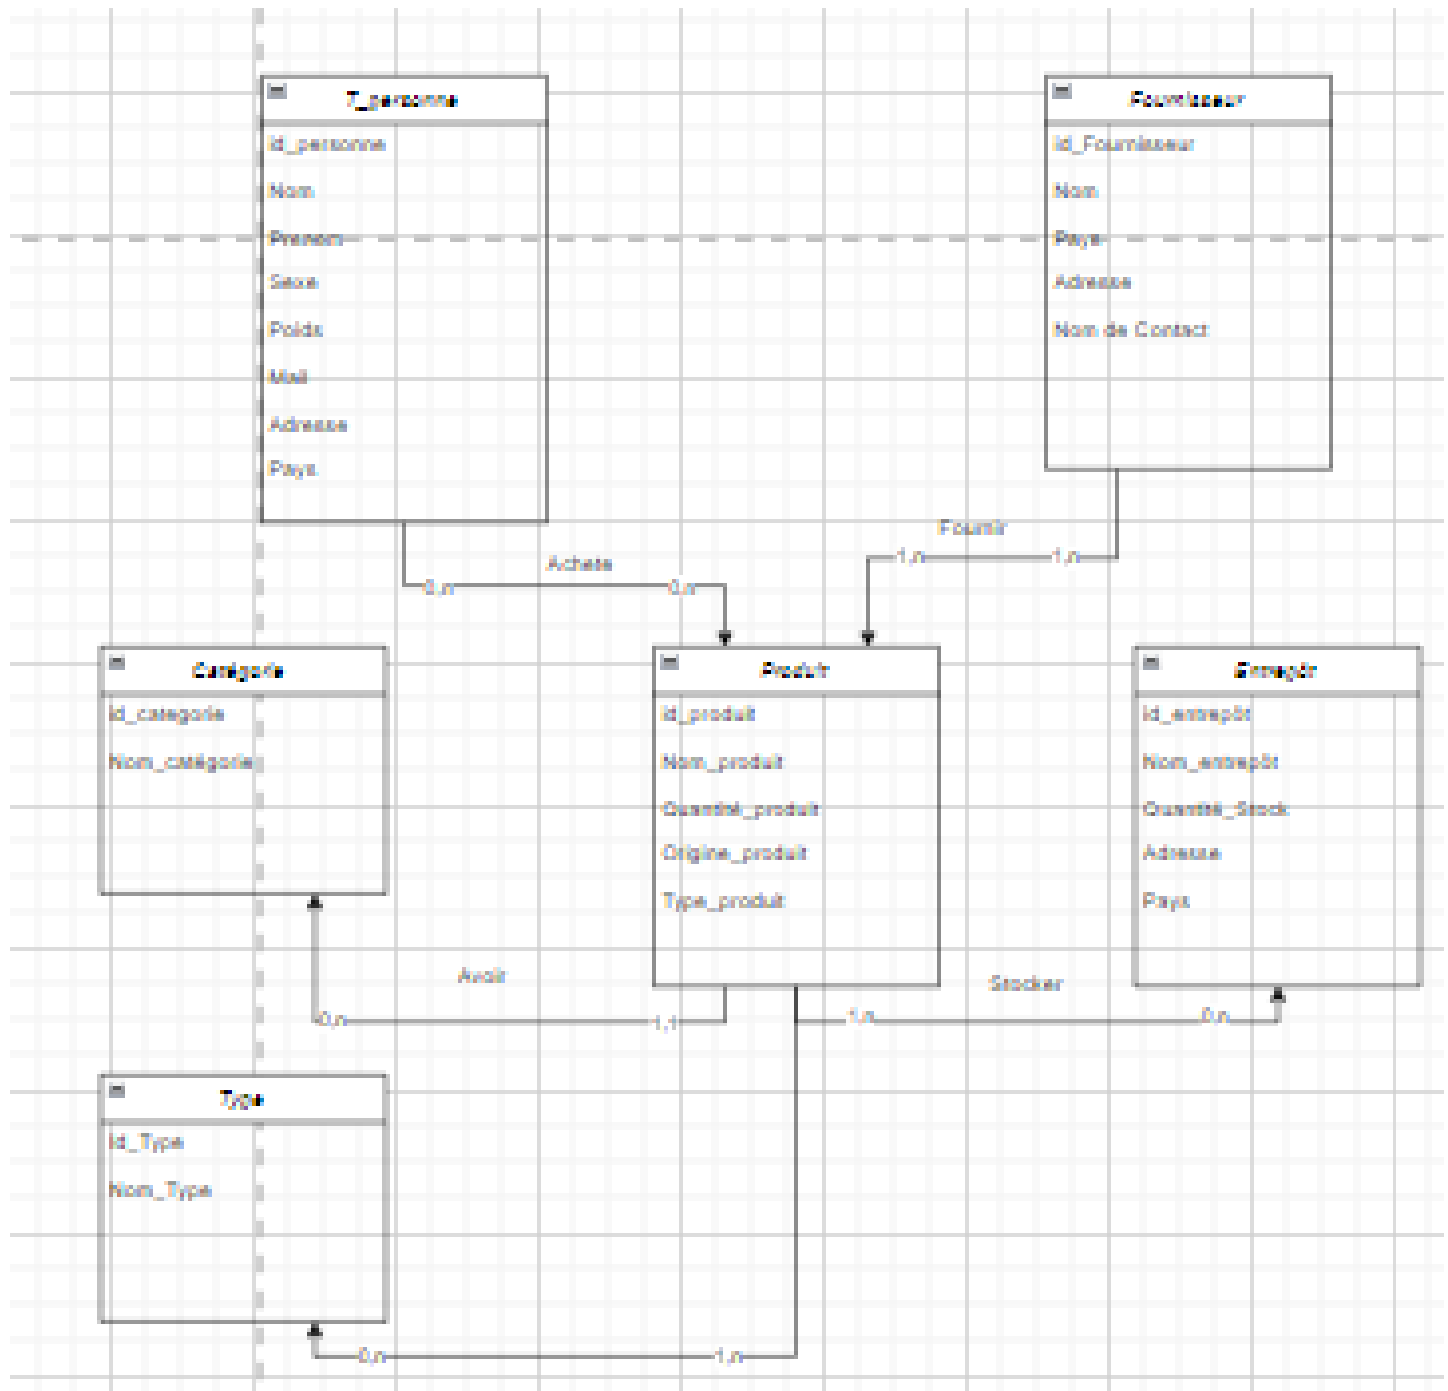 T_personne
id_personne
Nom
Prenom
Sexe
Poids
Mail
Adresse
Pays
Fournisseur
id_Fournisseur
Nom
Pays
Adresse
Nom de Contact
Achete
0,n
0,n
Fournir
1,n
1,n
Catégorie
id_categorie
Nom_catégorie
Produit
id_produit
Nom_produit
Quantité_produit
Origine_produit
Type_produit
Entrepôt
id_entrepôt
Nom_entrepôt
Quantité_Stock
Adresse
Pays
Avoir
0,n
1,1
Stocker
1,n
0,n
Type
id_Type
Nom_Type
0,n
1,n